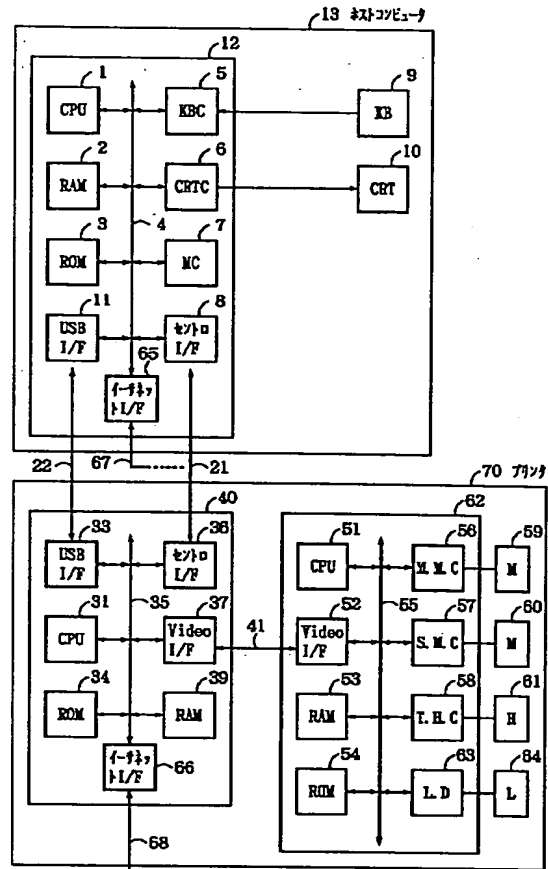 13 ネストコンピュータ
12
1
5
9
CPU
KBC
KB
2
6
10
RAM
CRTC
CRT
3
4
7
ROM
MC
11
8
USB
I/F
セントロ
I/F
65
イーサネッ
トI/F
22
67
21
70 プリンタ
40
62
33
36
51
56
59
USB
I/F
セントロ
I/F
CPU
M.M.C
M
31
35
37
52
55
57
60
CPU
Video
I/F
41
Video
I/F
S.M.C
M
34
39
53
58
61
ROM
RAM
RAM
T.H.C
H
66
54
63
64
イーサネッ
トI/F
ROM
L.D
L
68